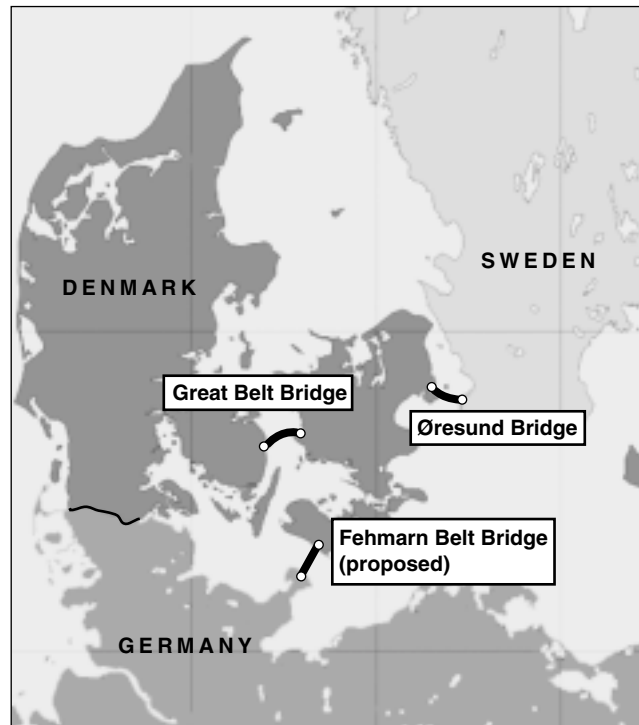 SWEDEN
DENMARK
Great Belt Bridge
Øresund Bridge
Fehmarn Belt Bridge
(proposed)
GERMANY